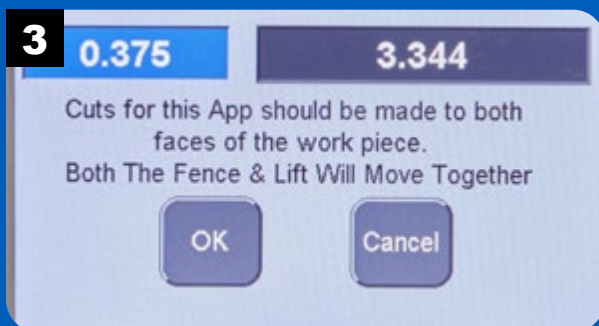 3
0.375 3.344
Cuts for this App should be made to both
faces of the work piece.
Both The Fence & Lift Will Move Together
OK Cancel